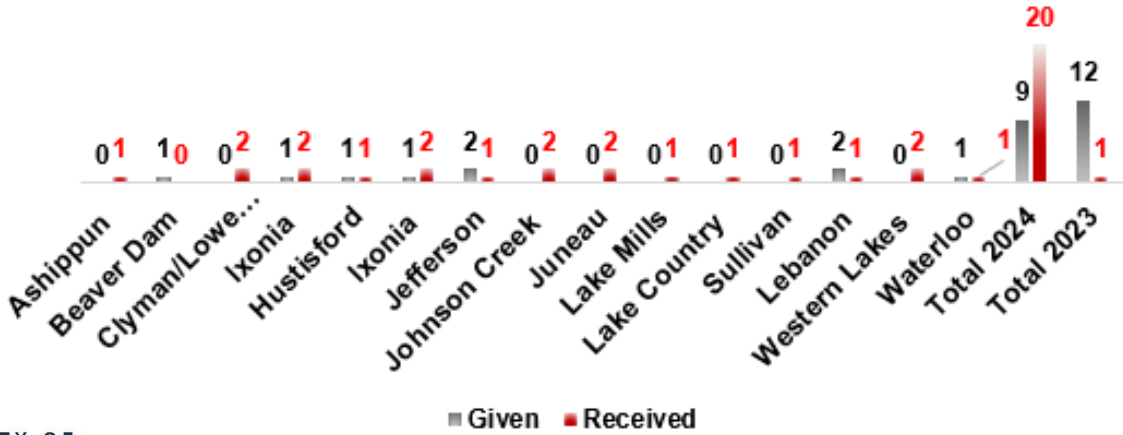 20
12
9
0 1
1 0
0 2
1 2
1 1
1 2
2 1
0 2
0 2
0 1
0 1
0 1
2 1
0 2
1 1
1
Ashippun
Beaver Dam
Clyman/Lowe...
Ixonia
Hustisford
Ixonia
Jefferson
Johnson Creek
Juneau
Lake Mills
Lake Country
Sullivan
Lebanon
Western Lakes
Waterloo
Total 2024
Total 2023
Given Received